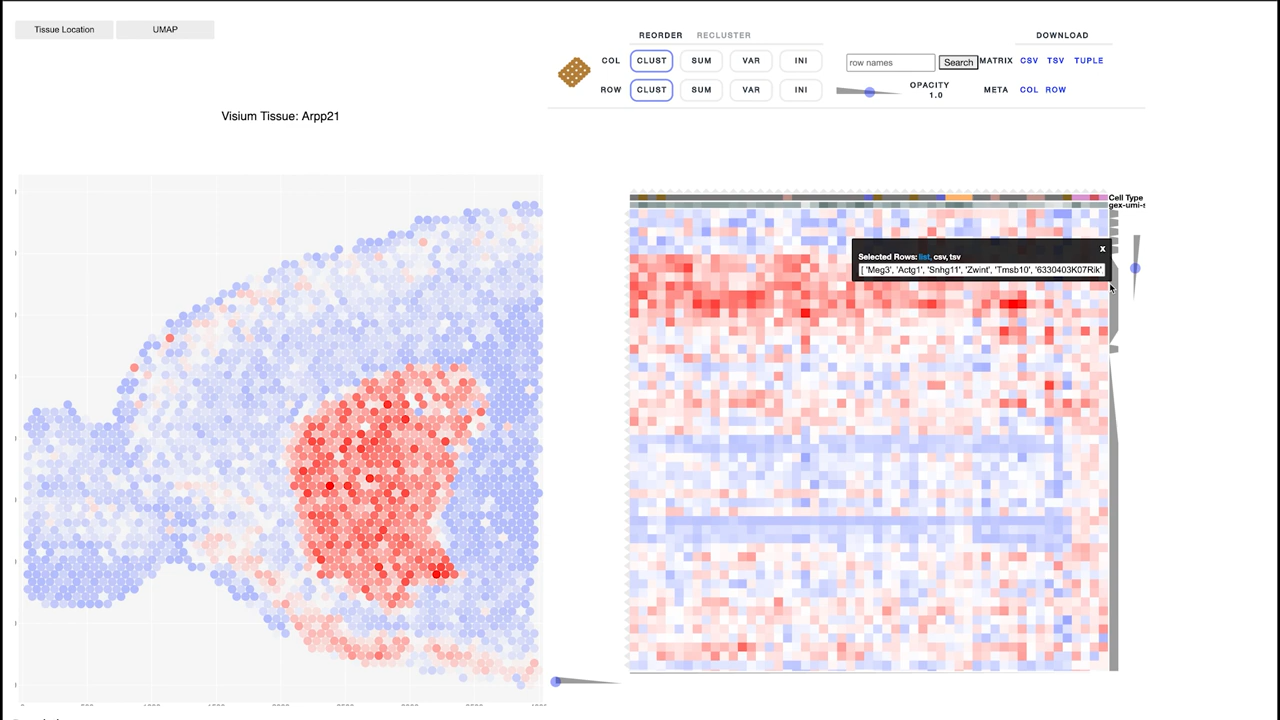 Tissue Location
UMAP
REORDER
RECLUSTER
DOWNLOAD
COL
CLUST
SUM
VAR
INI
row names
Search
MATRIX
CSV
TSV
TUPLE
ROW
CLUST
SUM
VAR
INI
OPACITY
1.0
META
COL
ROW
Visium Tissue: Arpp21
Cell Type
gex-umi-s
x
Selected Rows: list, csv, tsv
[ 'Meg3', 'Actg1', 'Snhg11', 'Zwint', 'Tmsb10', '6330403K07Rik'